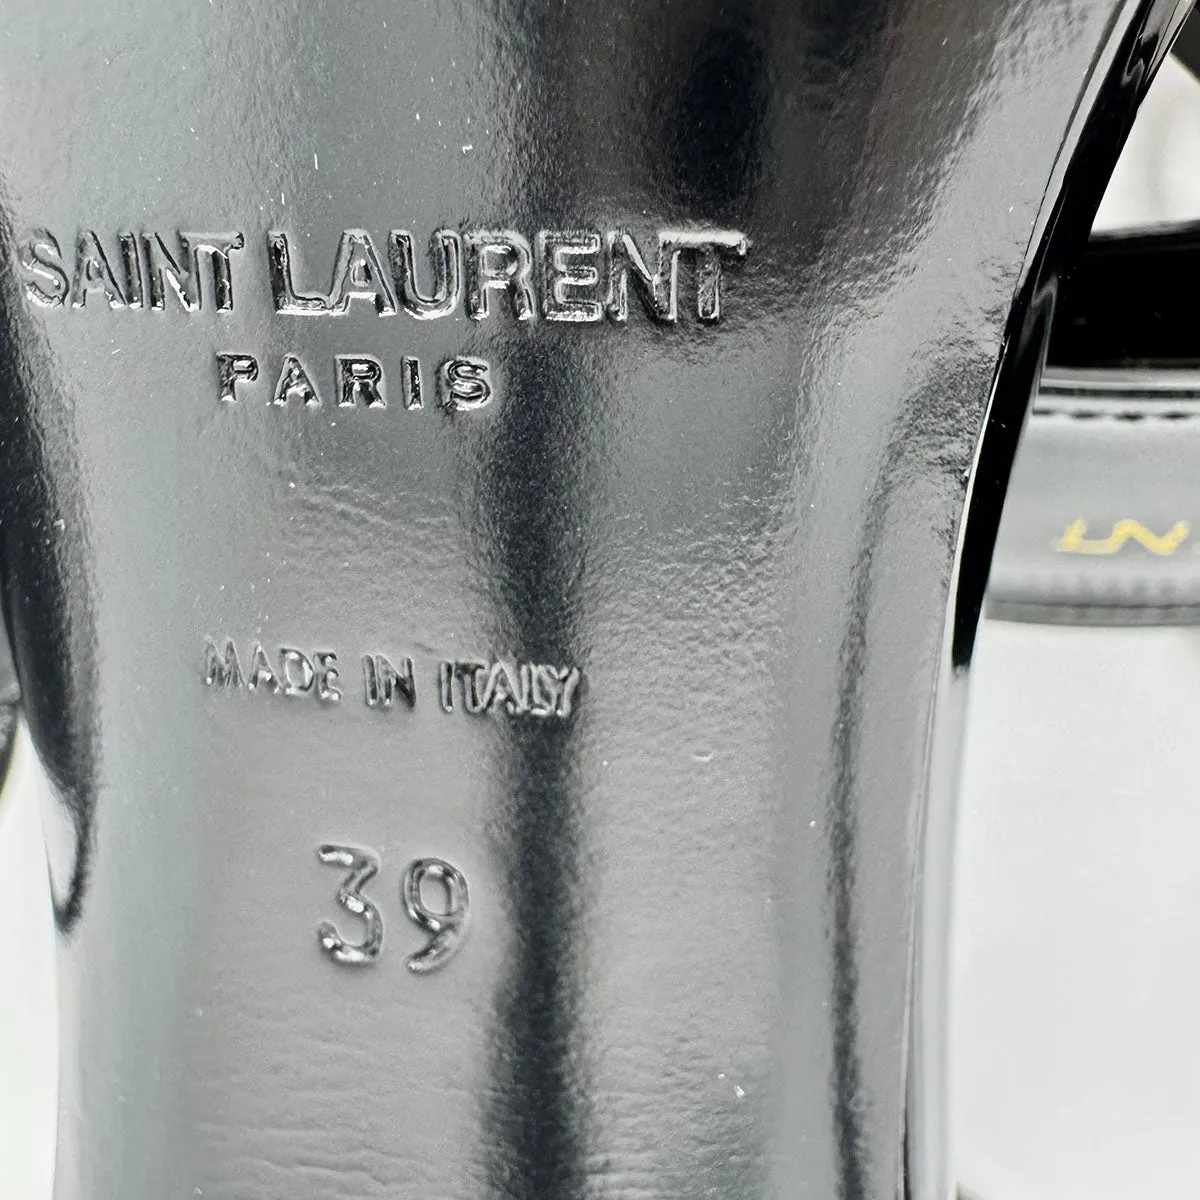 SAINT LAURENT
PARIS
MADE IN ITALY
39